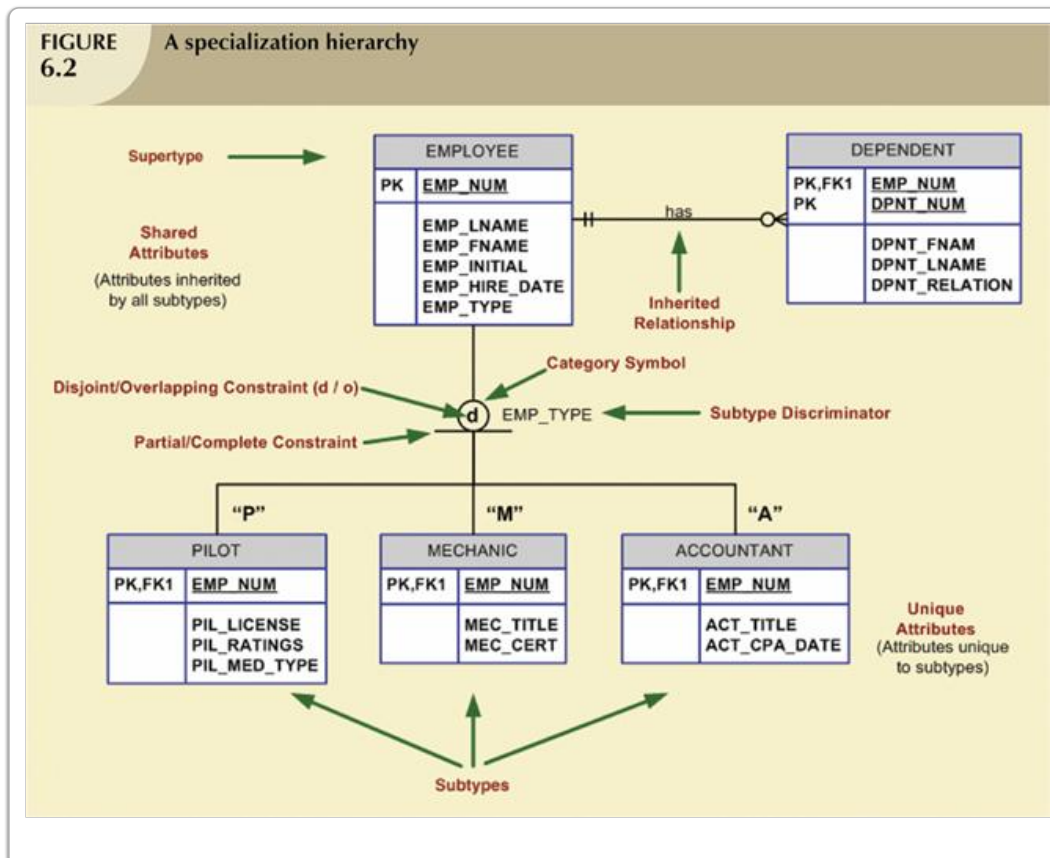 FIGURE 6.2
A specialization hierarchy
Supertype
EMPLOYEE
PK EMP_NUM
EMP_LNAME
EMP_FNAME
EMP_INITIAL
EMP_HIRE_DATE
EMP_TYPE
Shared
Attributes
(Attributes inherited
by all subtypes)
has
DEPENDENT
PK,FK1 EMP_NUM
PK DPNT_NUM
DPNT_FNAM
DPNT_LNAME
DPNT_RELATION
Inherited
Relationship
Category Symbol
Disjoint/Overlapping Constraint (d / o)
d
EMP_TYPE
Subtype Discriminator
Partial/Complete Constraint
“P”
“M”
“A”
PILOT
PK,FK1 EMP_NUM
PIL_LICENSE
PIL_RATINGS
PIL_MED_TYPE
MECHANIC
PK,FK1 EMP_NUM
MEC_TITLE
MEC_CERT
ACCOUNTANT
PK,FK1 EMP_NUM
ACT_TITLE
ACT_CPA_DATE
Unique
Attributes
(Attributes unique
to subtypes)
Subtypes